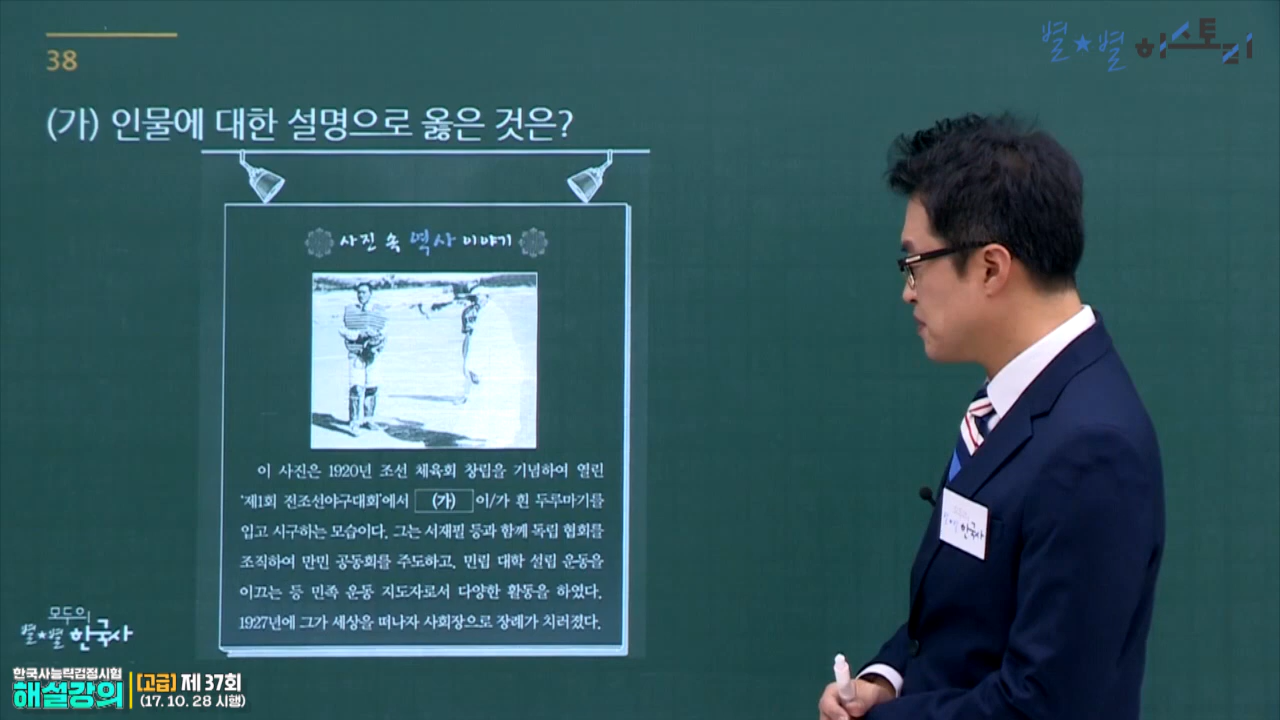 38
별★별 히스토리
(가) 인물에 대한 설명으로 옳은 것은?
사진 속 역사 이야기
이 사진은 1920년 조선 체육회 창립을 기념하여 열린
'제1회 전조선야구대회'에서 (가) 이/가 흰 두루마기를
입고 시구하는 모습이다. 그는 서재필 등과 함께 독립 협회를
조직하여 만민 공동회를 주도하고, 민립 대학 설립 운동을
이끄는 등 민족 운동 지도자로서 다양한 활동을 하였다.
1927년에 그가 세상을 떠나자 사회장으로 장례가 치러졌다.
한국사
모두의
별★별 한국사
한국사능력검정시험
해설강의
[고급] 제 37회
(17. 10. 28 시행)